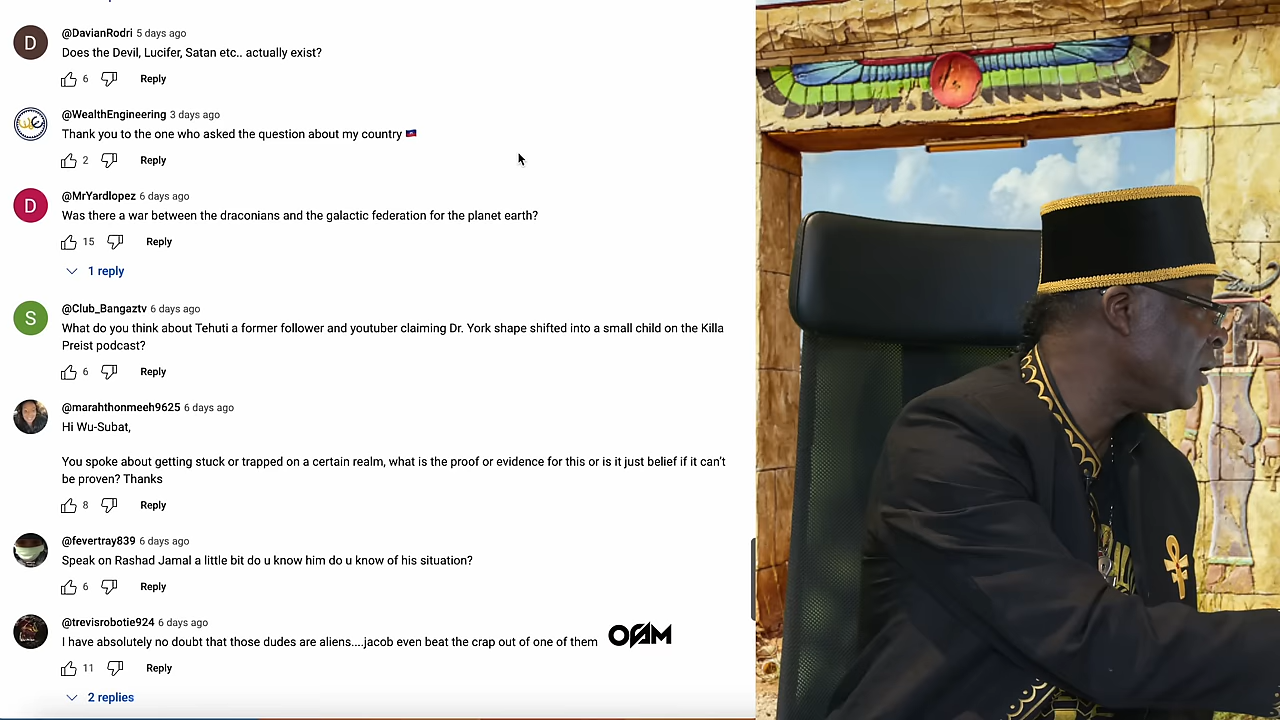 D
@DavianRodri 5 days ago
Does the Devil, Lucifer, Satan etc.. actually exist?
6 Reply
@WealthEngineering 3 days ago
Thank you to the one who asked the question about my country 🇭🇹
2 Reply
D
@MrYardlopez 6 days ago
Was there a war between the draconians and the galactic federation for the planet earth?
15 Reply
1 reply
S
@Club_Bangaztv 6 days ago
What do you think about Tehuti a former follower and youtuber claiming Dr. York shape shifted into a small child on the Killa
Preist podcast?
6 Reply
@marahthonmeeh9625 6 days ago
Hi Wu-Subat,
You spoke about getting stuck or trapped on a certain realm, what is the proof or evidence for this or is it just belief if it can't
be proven? Thanks
8 Reply
@fevertray839 6 days ago
Speak on Rashad Jamal a little bit do u know him do u know of his situation?
6 Reply
@trevisrobotie924 6 days ago
I have absolutely no doubt that those dudes are aliens....jacob even beat the crap out of one of them
OFAM
11 Reply
2 replies